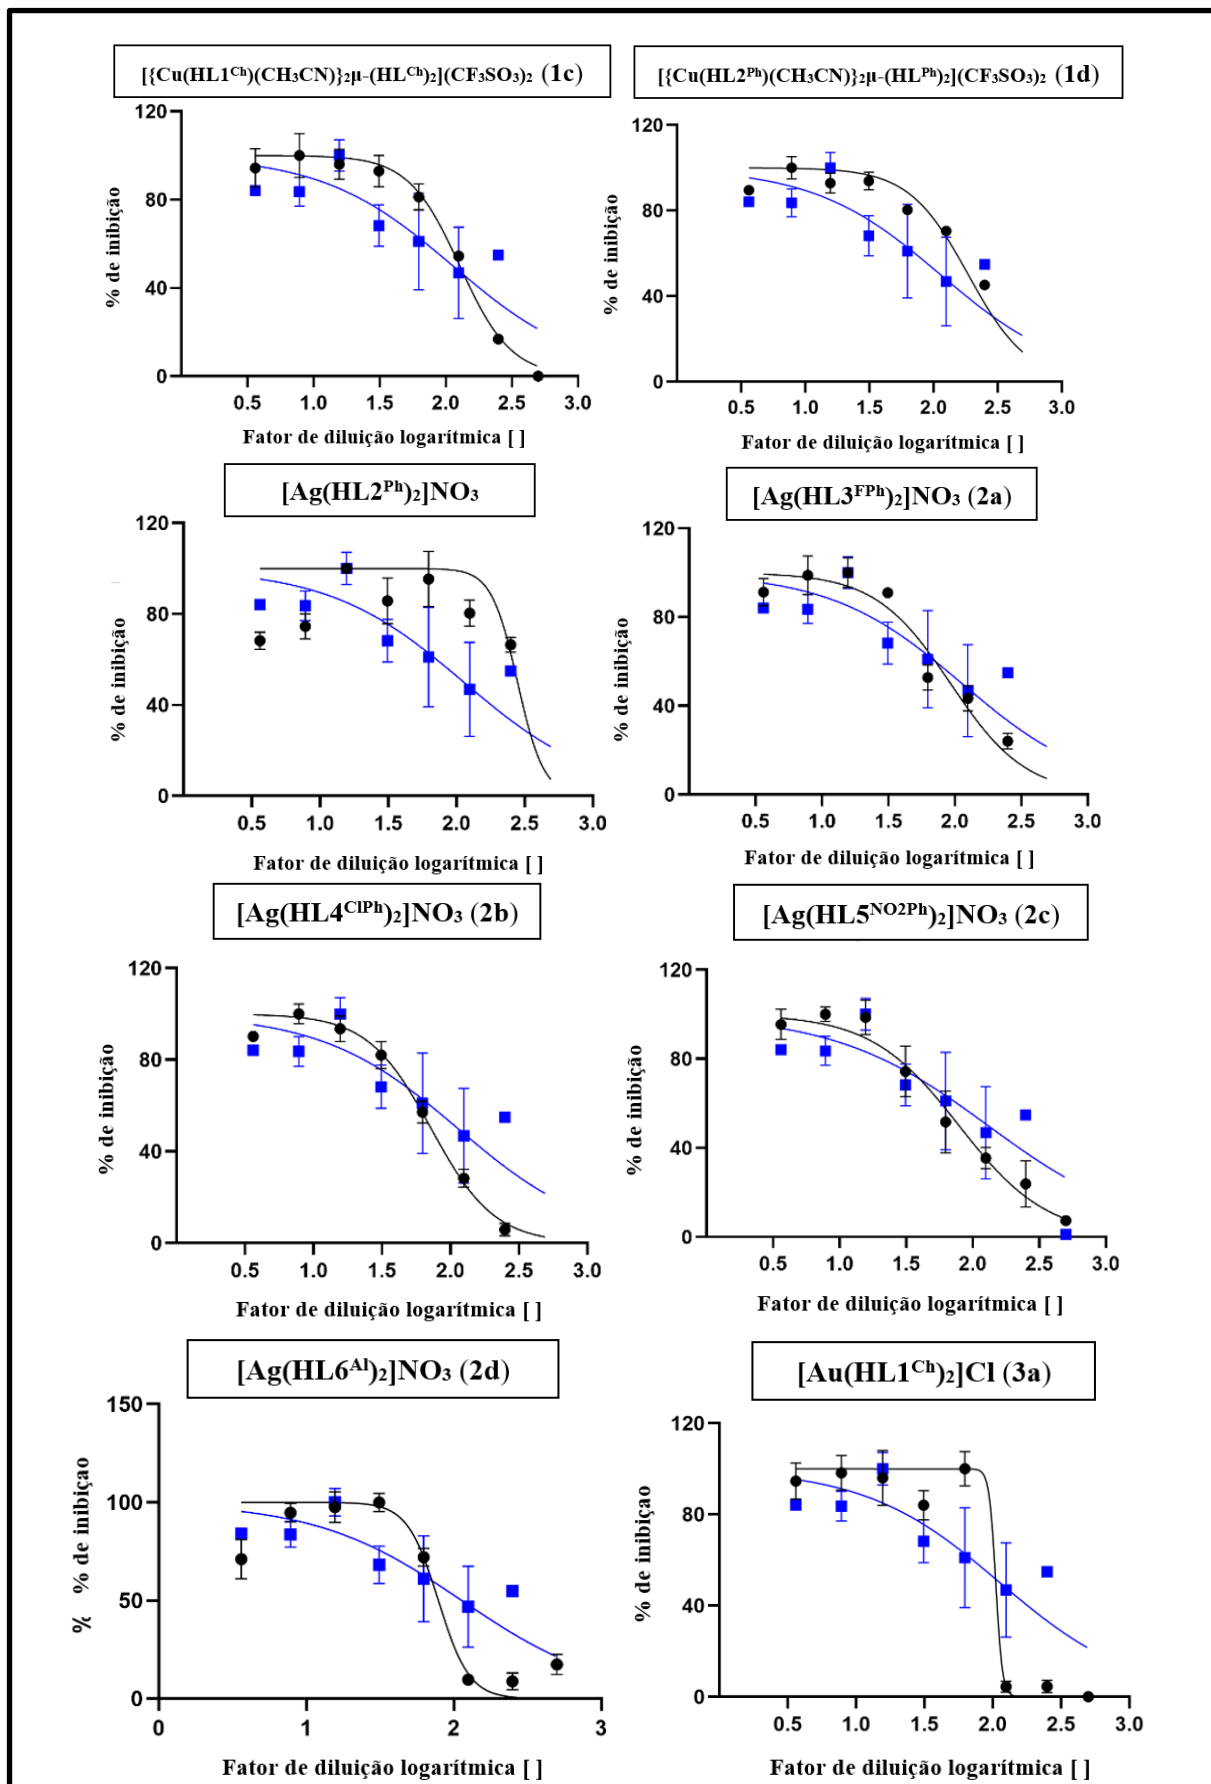 [{Cu(HL1ᶜʰ)(CH₃CN)}₂μ-(HLᶜʰ)₂](CF₃SO₃)₂ (1c)
120
80
40
0
% de inibição
0.5 1.0 1.5 2.0 2.5 3.0
Fator de diluição logarítmica [ ]
[{Cu(HL2ᴾʰ)(CH₃CN)}₂μ-(HLᴾʰ)₂](CF₃SO₃)₂ (1d)
120
80
40
0
% de inibição
0.5 1.0 1.5 2.0 2.5 3.0
Fator de diluição logarítmica [ ]
[Ag(HL2ᴾʰ)₂]NO₃
120
80
40
0
% de inibição
0.5 1.0 1.5 2.0 2.5 3.0
Fator de diluição logarítmica [ ]
[Ag(HL3ᶠᴾʰ)₂]NO₃ (2a)
120
80
40
0
% de inibição
0.5 1.0 1.5 2.0 2.5 3.0
Fator de diluição logarítmica [ ]
[Ag(HL4ᶜˡᴾʰ)₂]NO₃ (2b)
120
80
40
0
% de inibição
0.5 1.0 1.5 2.0 2.5 3.0
Fator de diluição logarítmica [ ]
[Ag(HL5ᴺᴼ²ᴾʰ)₂]NO₃ (2c)
120
80
40
0
% de inibição
0.5 1.0 1.5 2.0 2.5 3.0
Fator de diluição logarítmica [ ]
[Ag(HL6ᴬˡ)₂]NO₃ (2d)
150
100
50
0
% % de inibição
0 1 2 3
Fator de diluição logarítmica [ ]
[Au(HL1ᶜʰ)₂]Cl (3a)
120
80
40
0
% de inibição
0.5 1.0 1.5 2.0 2.5 3.0
Fator de diluição logarítmica [ ]